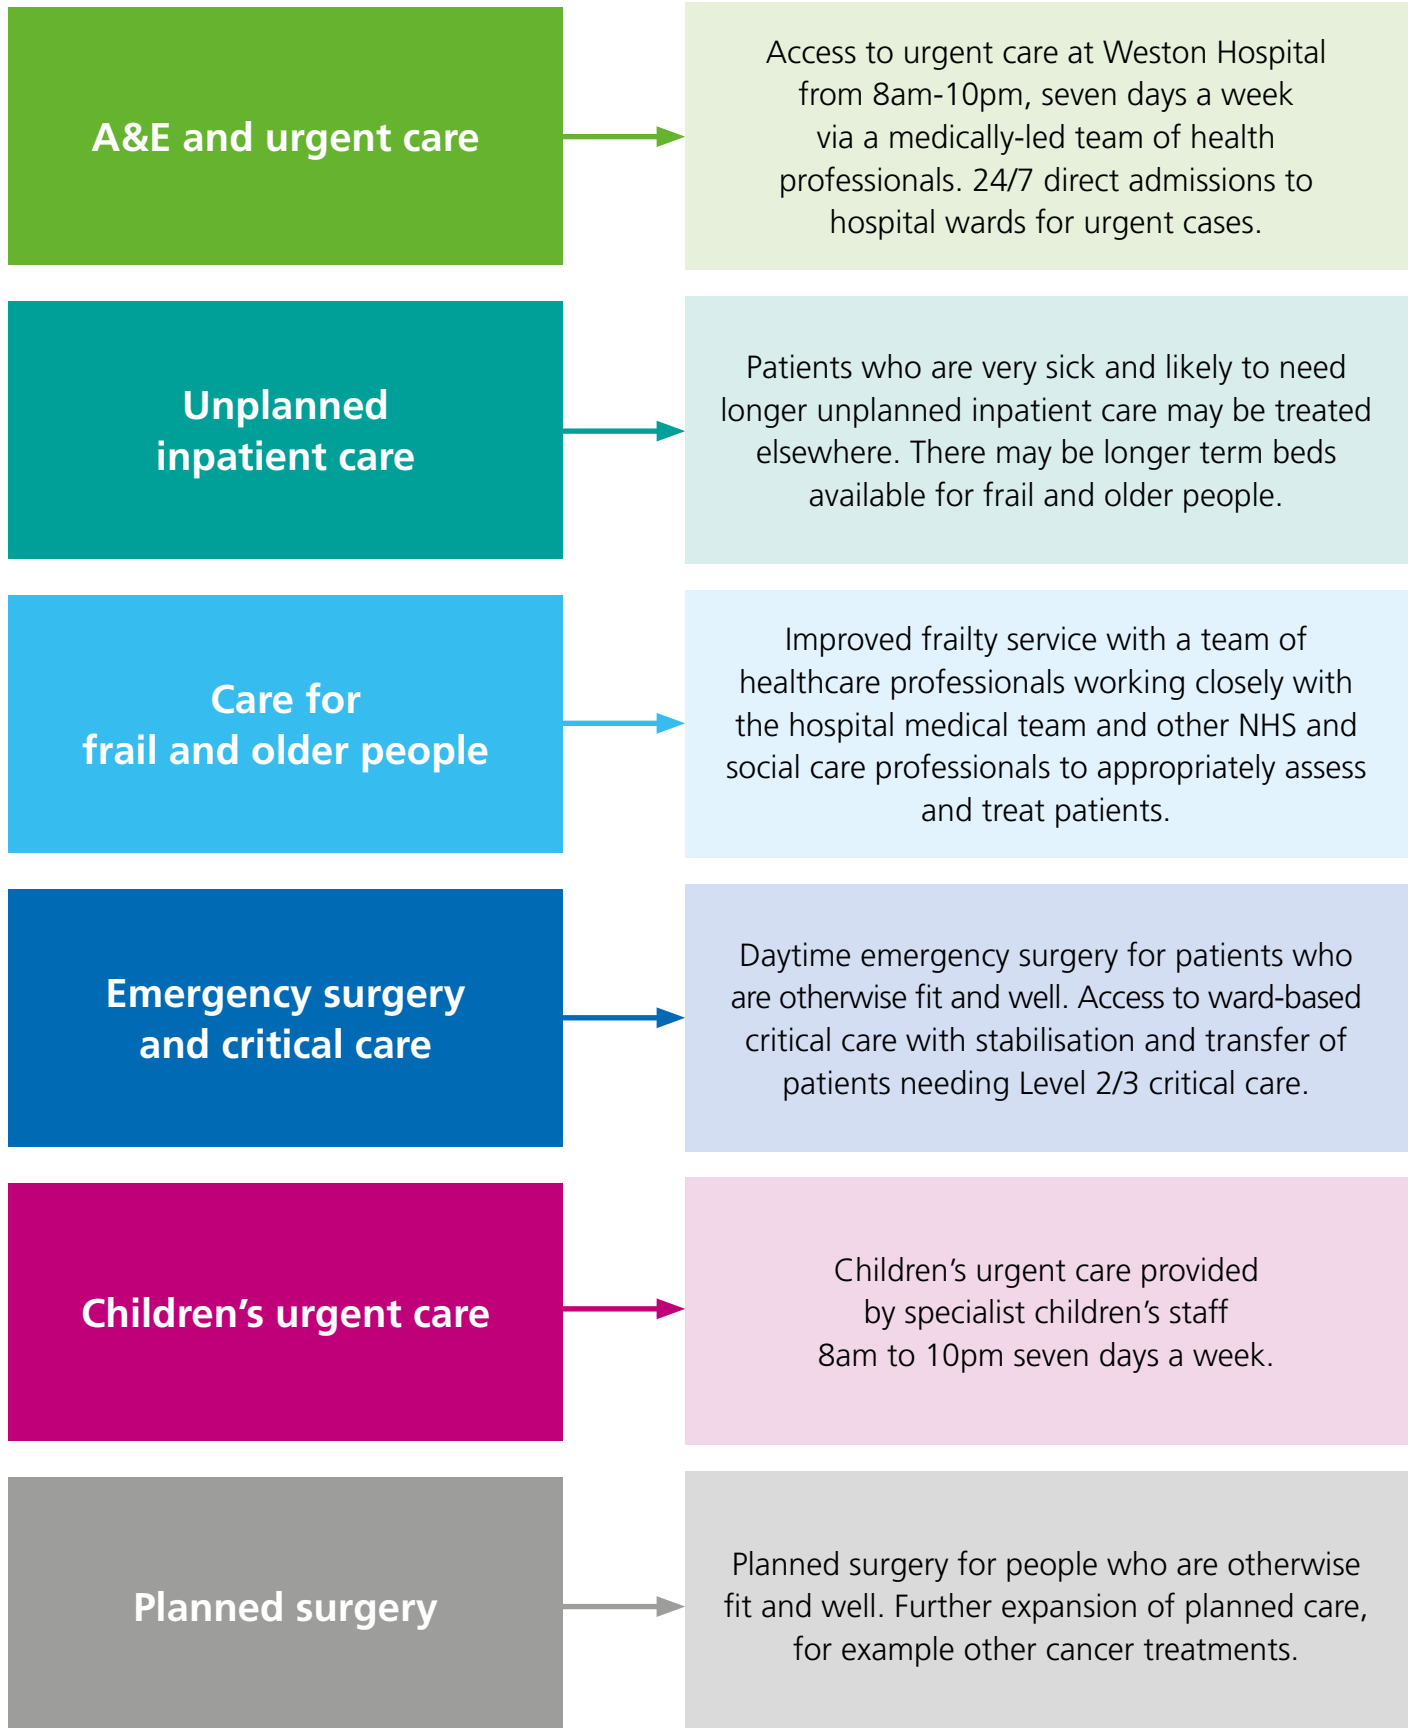 A&E and urgent care
Access to urgent care at Weston Hospital
from 8am-10pm, seven days a week
via a medically-led team of health
professionals. 24/7 direct admissions to
hospital wards for urgent cases.
Unplanned
inpatient care
Patients who are very sick and likely to need
longer unplanned inpatient care may be treated
elsewhere. There may be longer term beds
available for frail and older people.
Care for
frail and older people
Improved frailty service with a team of
healthcare professionals working closely with
the hospital medical team and other NHS and
social care professionals to appropriately assess
and treat patients.
Emergency surgery
and critical care
Daytime emergency surgery for patients who
are otherwise fit and well. Access to ward-based
critical care with stabilisation and transfer of
patients needing Level 2/3 critical care.
Children’s urgent care
Children’s urgent care provided
by specialist children’s staff
8am to 10pm seven days a week.
Planned surgery
Planned surgery for people who are otherwise
fit and well. Further expansion of planned care,
for example other cancer treatments.